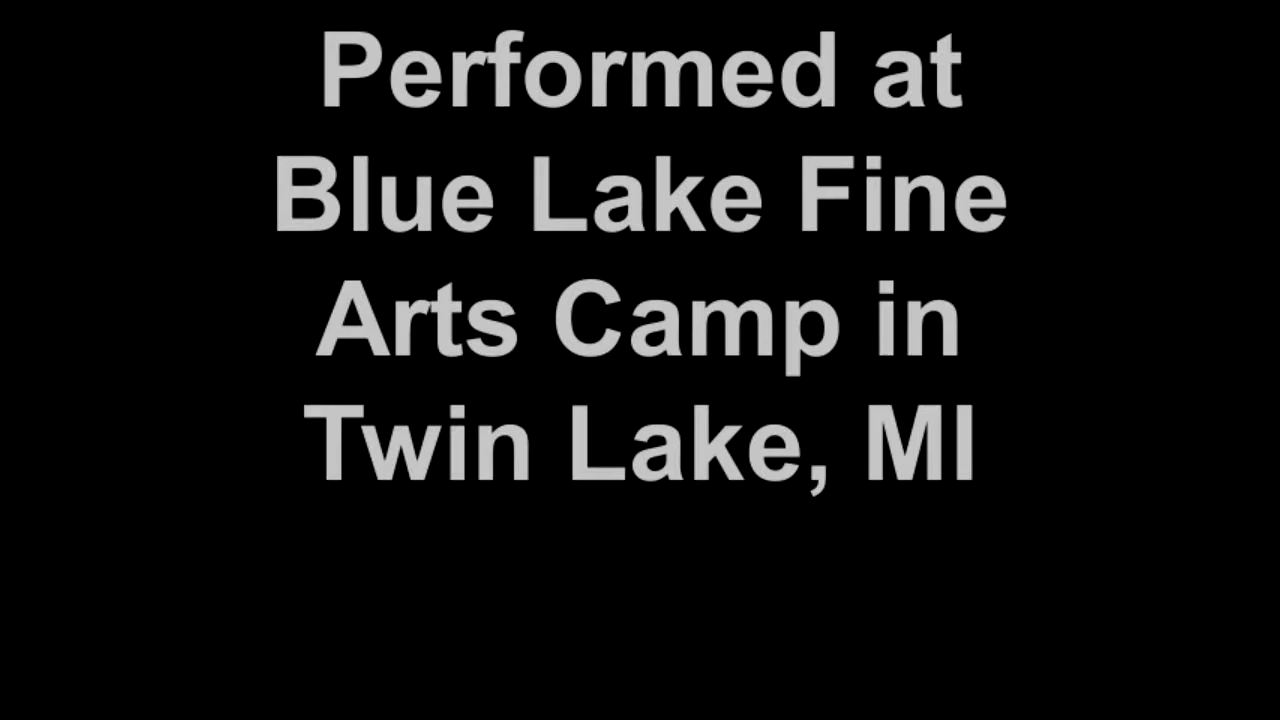 Performed at
Blue Lake Fine
Arts Camp in
Twin Lake, MI